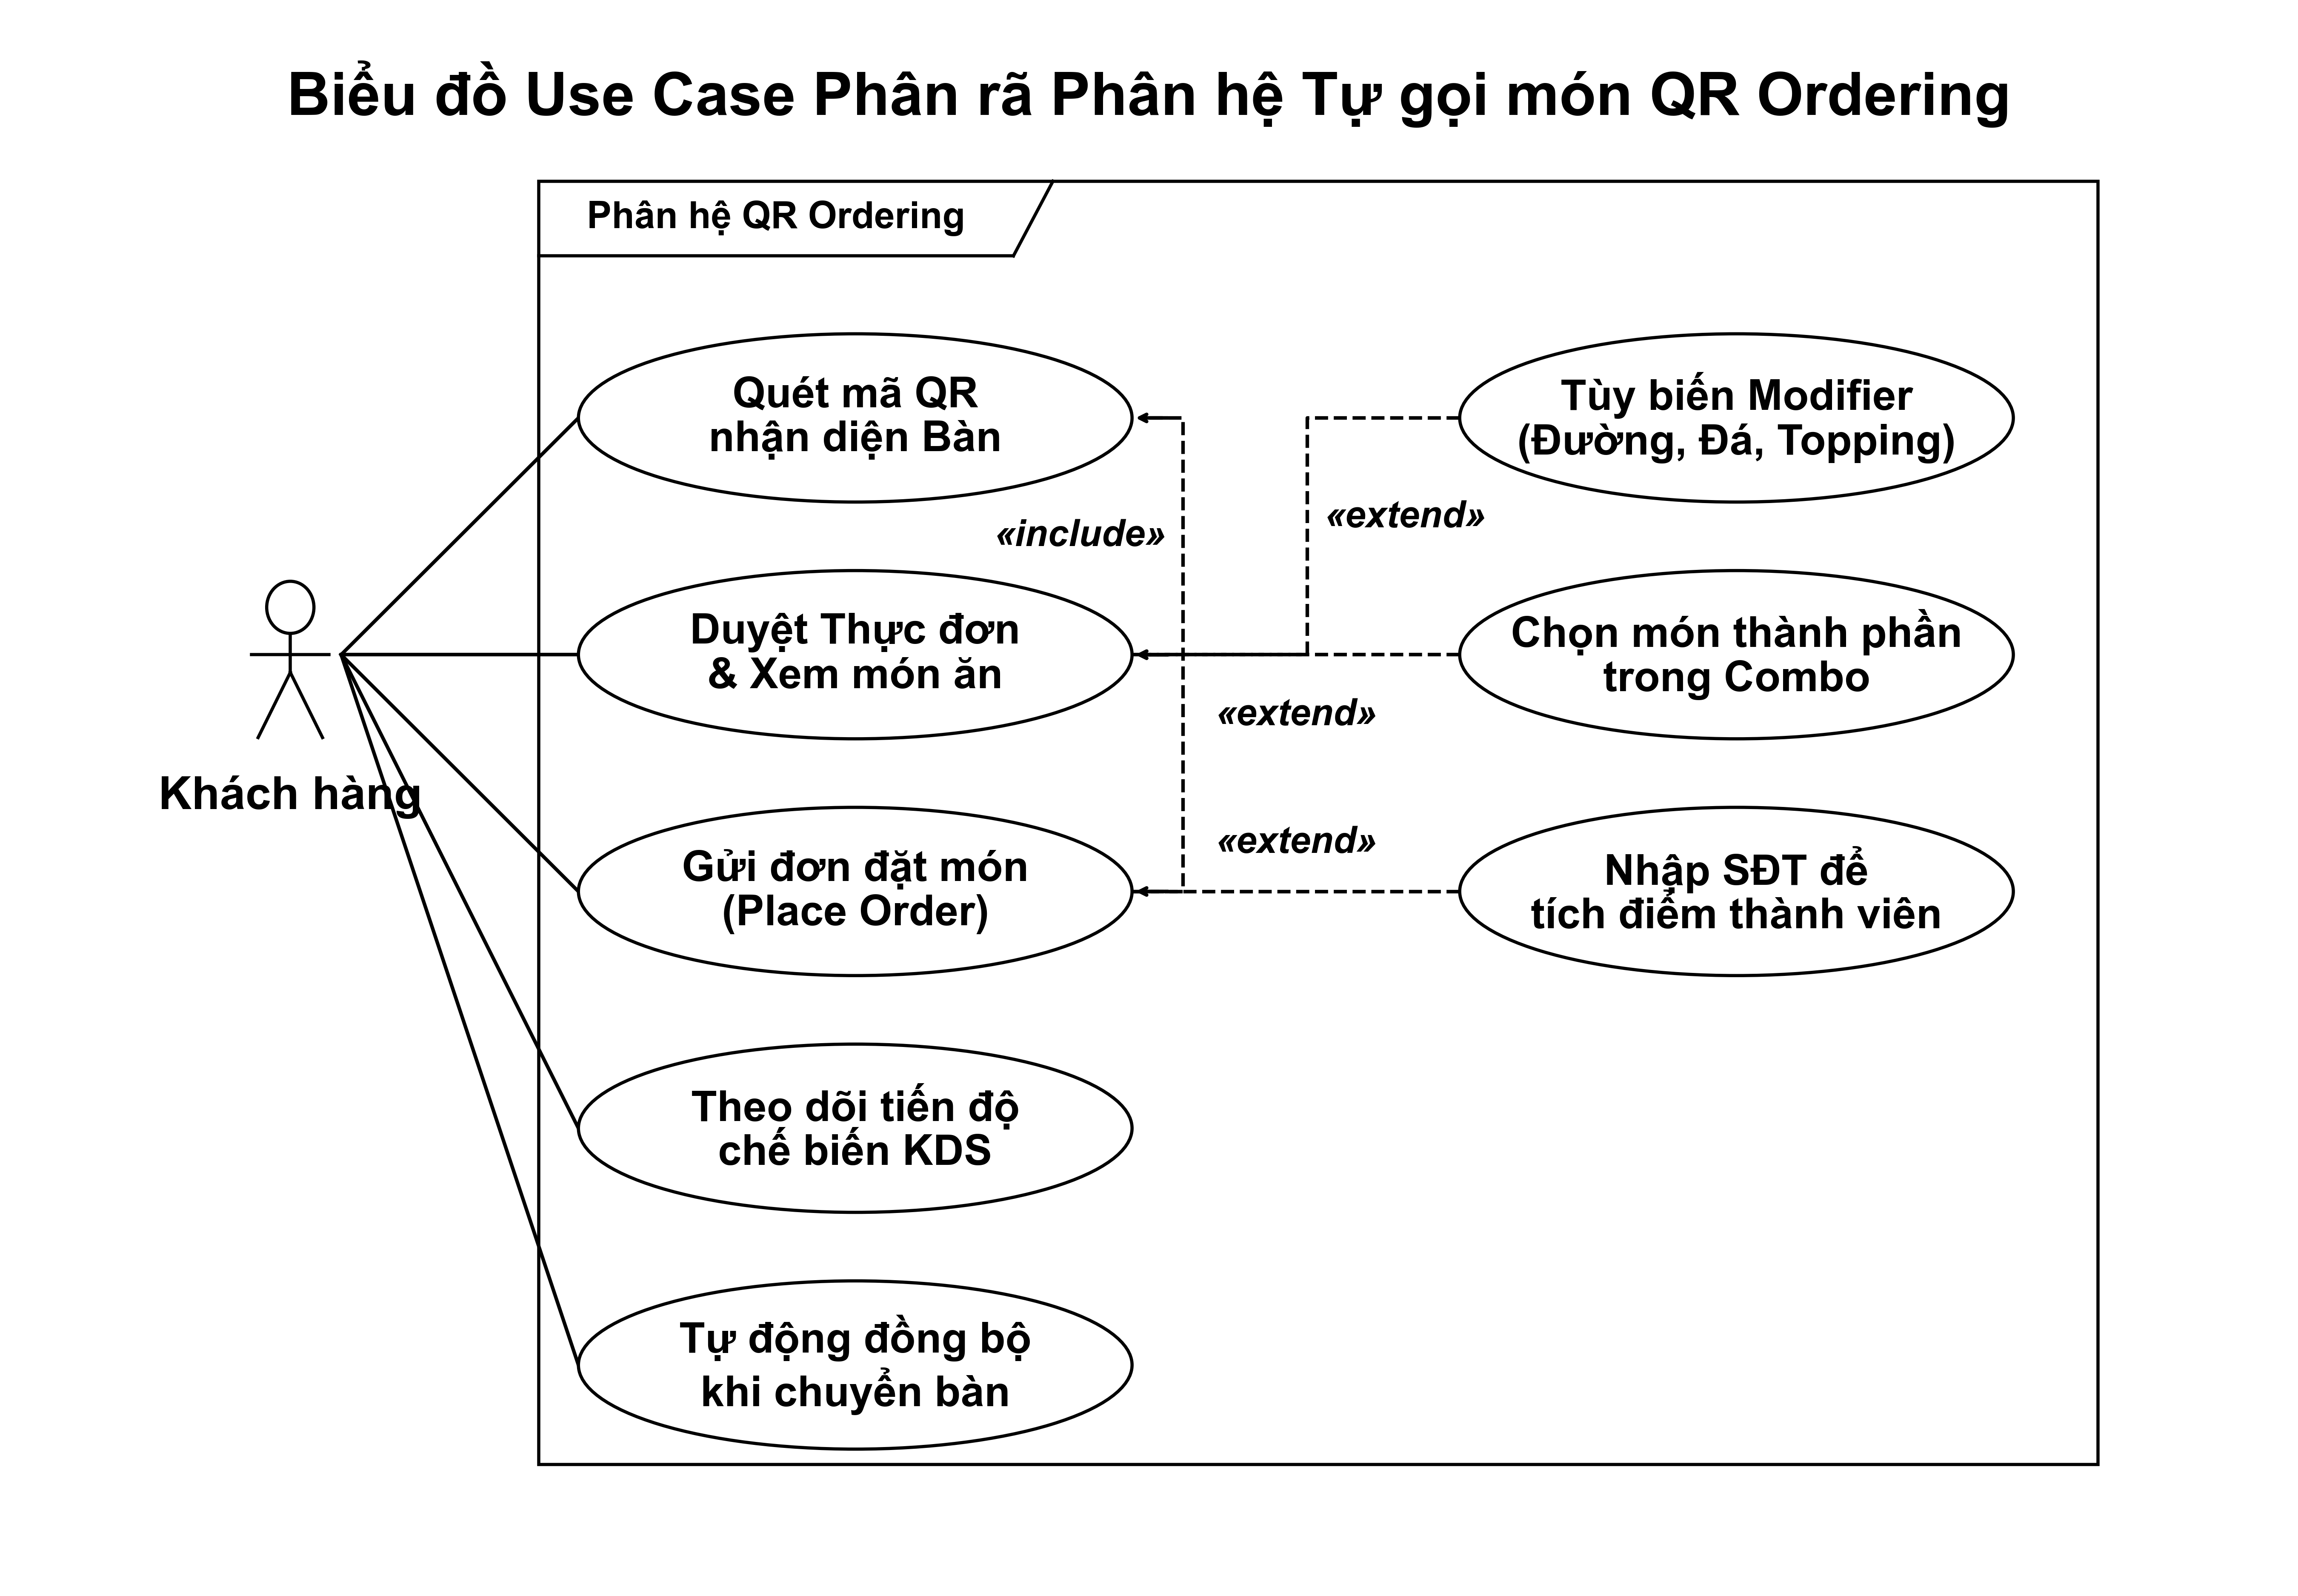 Biểu đồ Use Case Phân rã Phân hệ Tự gọi món QR Ordering
Phân hệ QR Ordering
Quét mã QR
nhận diện Bàn
Tùy biến Modifier
(Đường, Đá, Topping)
«extend»
«include»
Duyệt Thực đơn
& Xem món ăn
Chọn món thành phần
trong Combo
«extend»
Khách hàng
«extend»
Gửi đơn đặt món
(Place Order)
Nhập SĐT để
tích điểm thành viên
Theo dõi tiến độ
chế biến KDS
Tự động đồng bộ
khi chuyển bàn